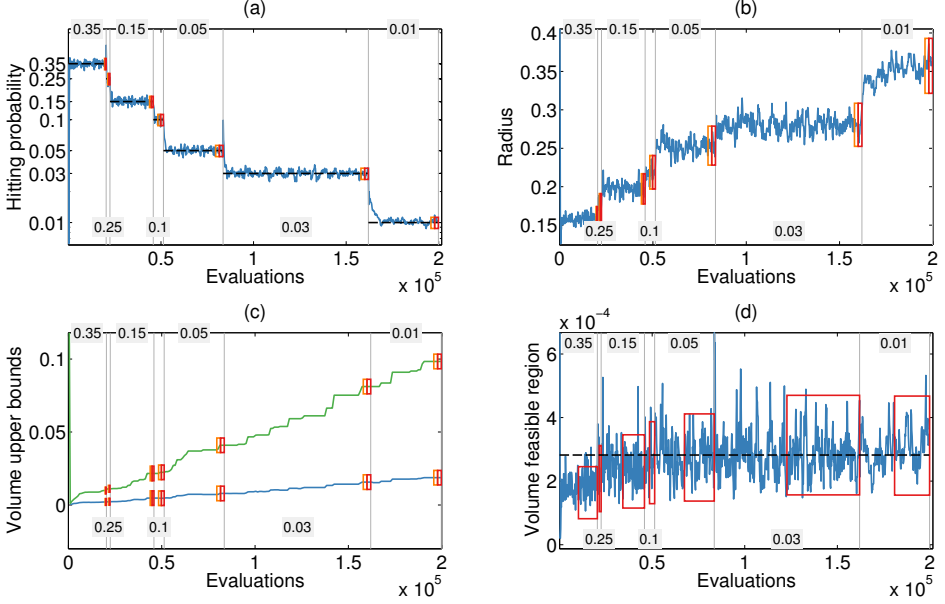 (a)
0.35 0.15 0.05 0.01
Hitting probability
0.35
0.25
0.15
0.1
0.05
0.03
0.01
0.25 0.1 0.03
0 0.5 1 1.5 2
Evaluations
x 10^5
(b)
0.35 0.15 0.05 0.01
Radius
0.4
0.35
0.3
0.25
0.2
0.15
0.25 0.1 0.03
0 0.5 1 1.5 2
Evaluations
x 10^5
(c)
0.35 0.15 0.05 0.01
Volume upper bounds
0.1
0.05
0
0.25 0.1 0.03
0 0.5 1 1.5 2
Evaluations
x 10^5
(d)
x 10^-4
0.35 0.15 0.05 0.01
Volume feasible region
6
4
2
0
0.25 0.1 0.03
0 0.5 1 1.5 2
Evaluations
x 10^5